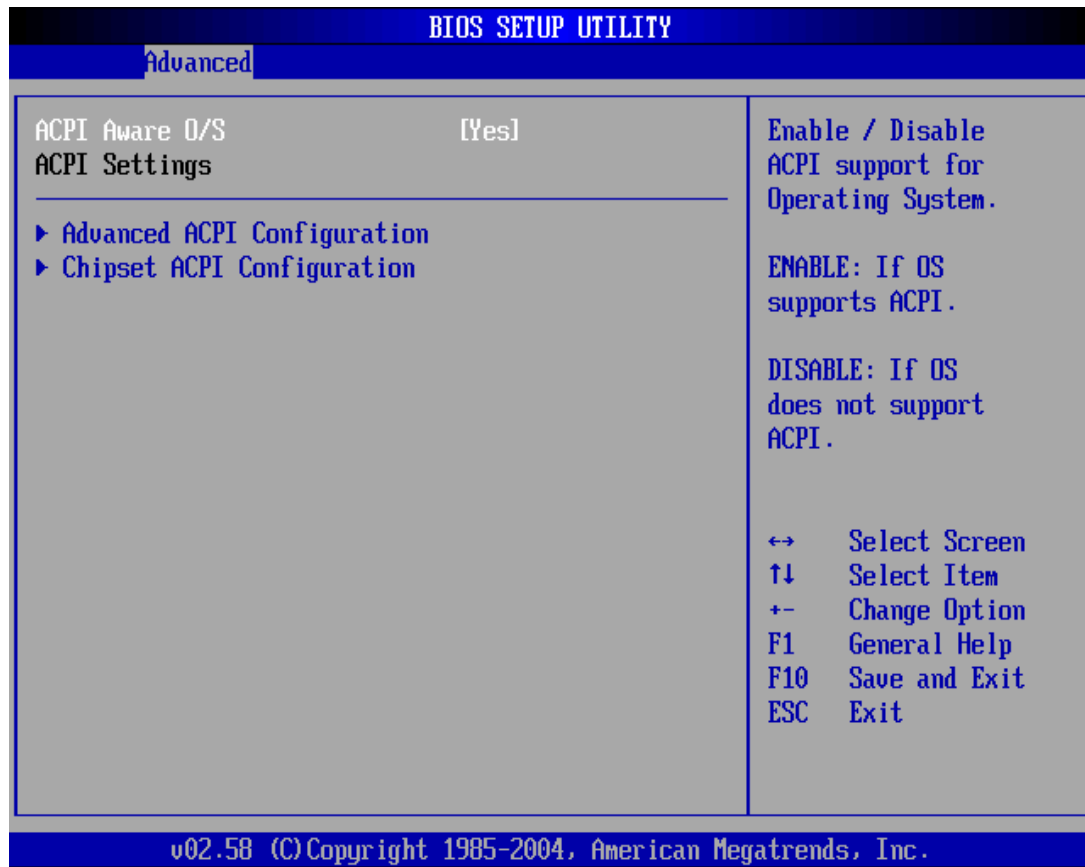 BIOS SETUP UTILITY
Advanced
ACPI Aware O/S [Yes]
ACPI Settings
▶ Advanced ACPI Configuration
▶ Chipset ACPI Configuration
Enable / Disable
ACPI support for
Operating System.
ENABLE: If OS
supports ACPI.
DISABLE: If OS
does not support
ACPI.
↔ Select Screen
↑↓ Select Item
+- Change Option
F1 General Help
F10 Save and Exit
ESC Exit
v02.58 (C)Copyright 1985-2004, American Megatrends, Inc.